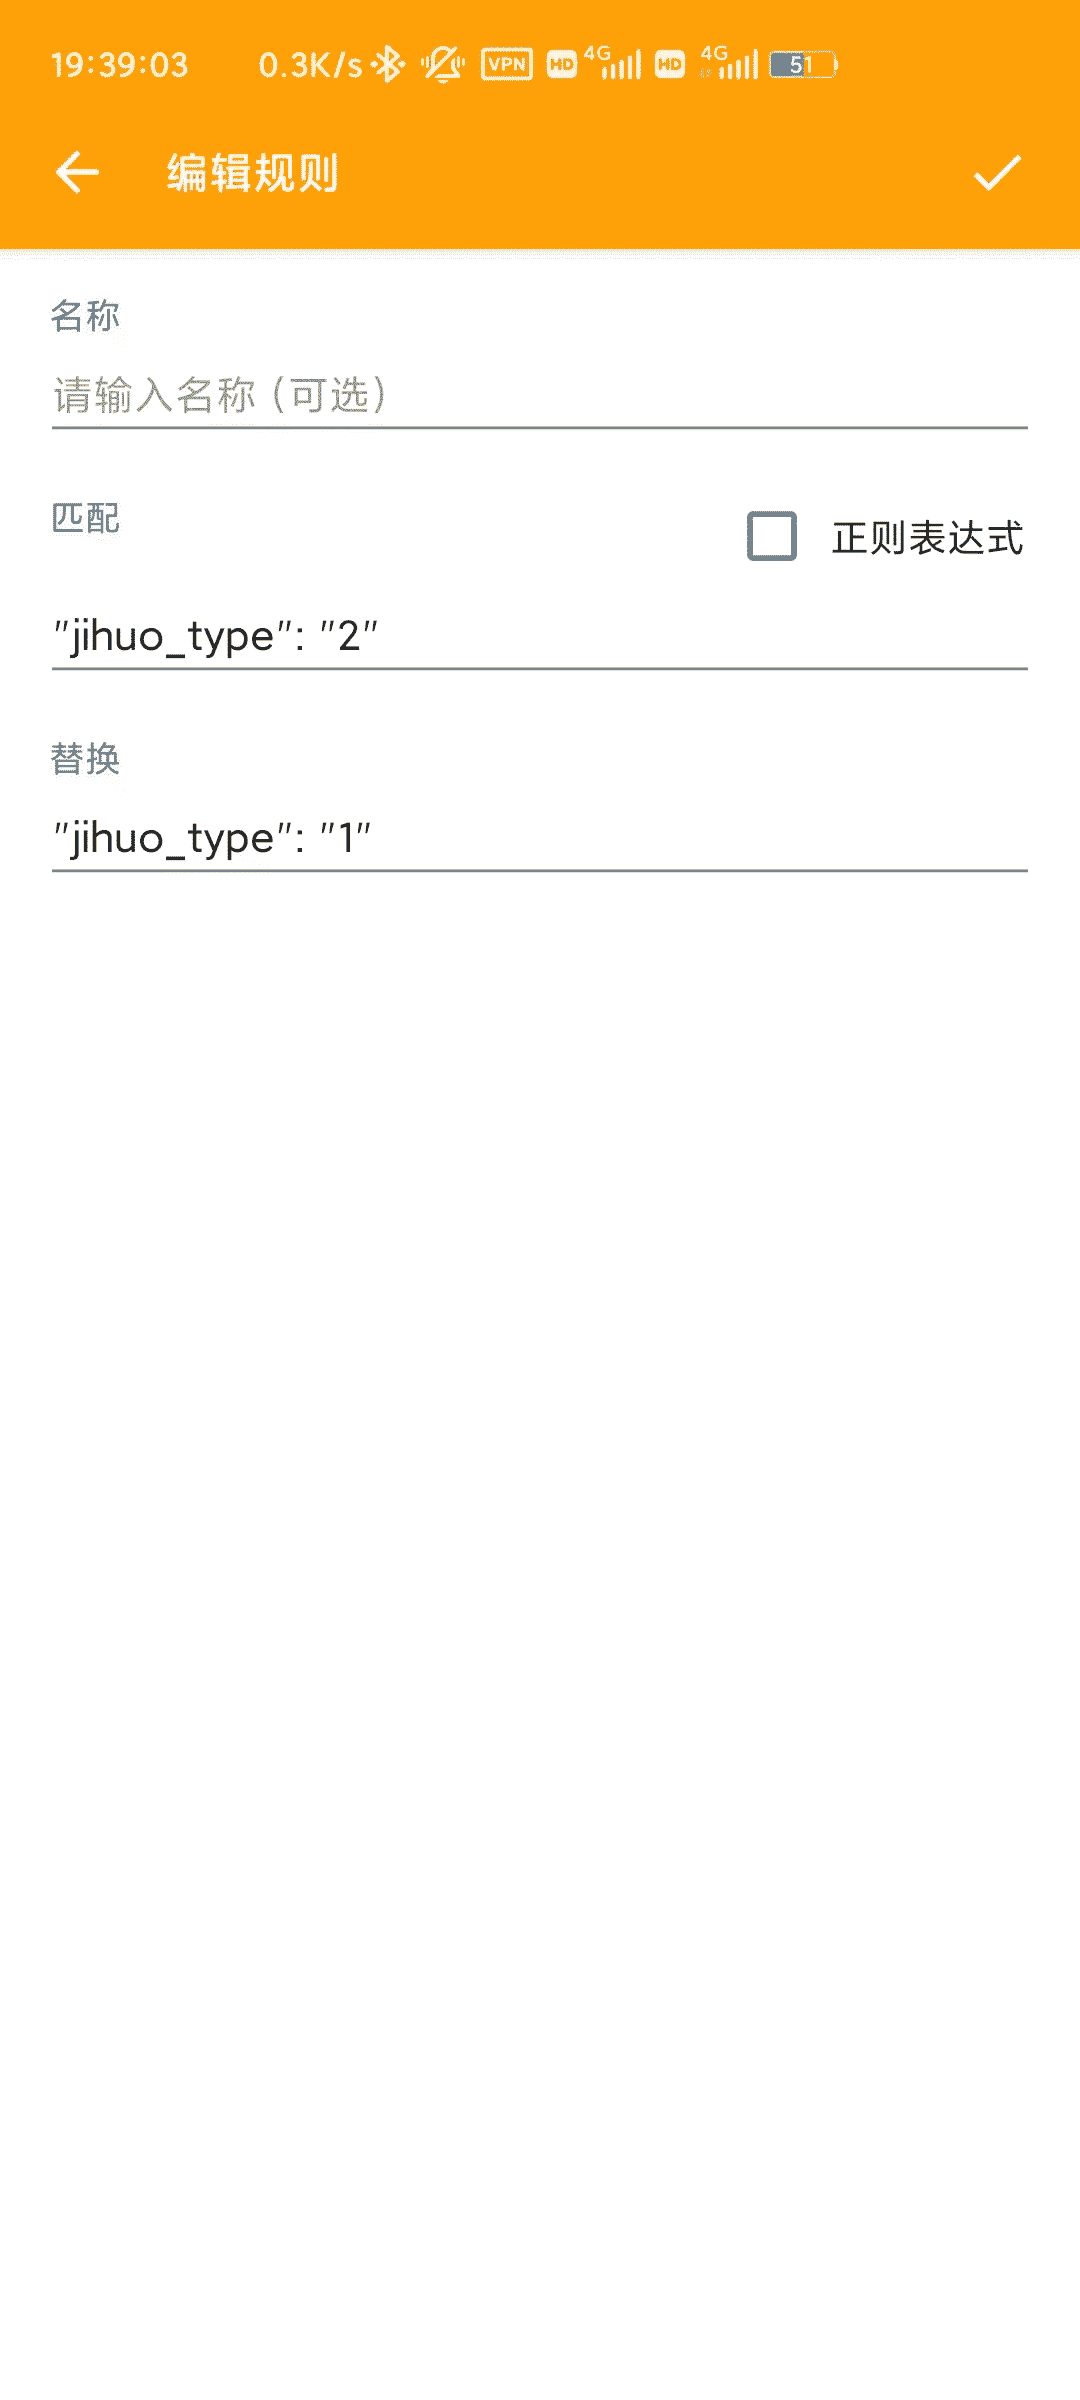 19:39:03 0.3K/s VPN HD 4G HD 4G 51
编辑规则
名称
请输入名称 (可选)
匹配
正则表达式
"jihuo_type": "2"
替换
"jihuo_type": "1"